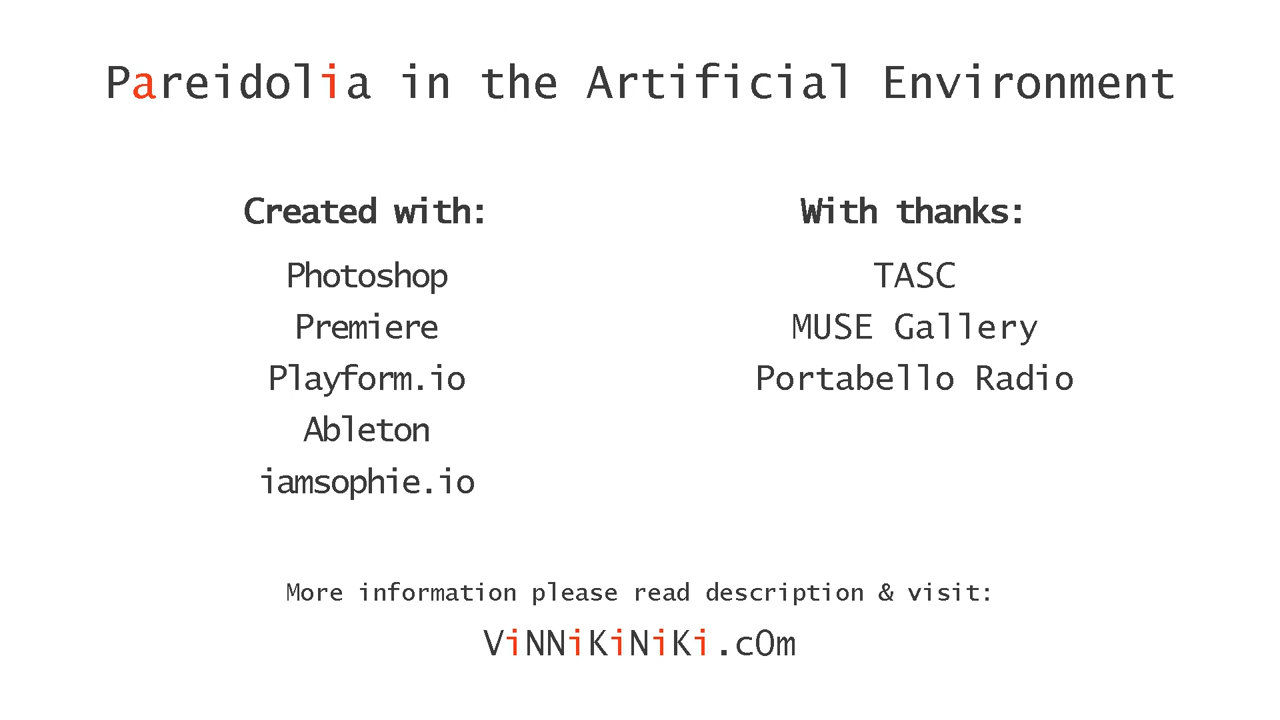 Pareidolia in the Artificial Environment
Created with:
Photoshop
Premiere
Playform.io
Ableton
iamsophie.io
With thanks:
TASC
MUSE Gallery
Portabello Radio
More information please read description & visit:
ViNNiKiNiKi.cOm